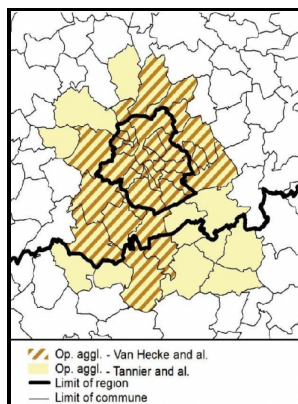 Op. aggl. - Van Hecke and al.
Op. aggl. - Tannier and al.
Limit of region
Limit of commune